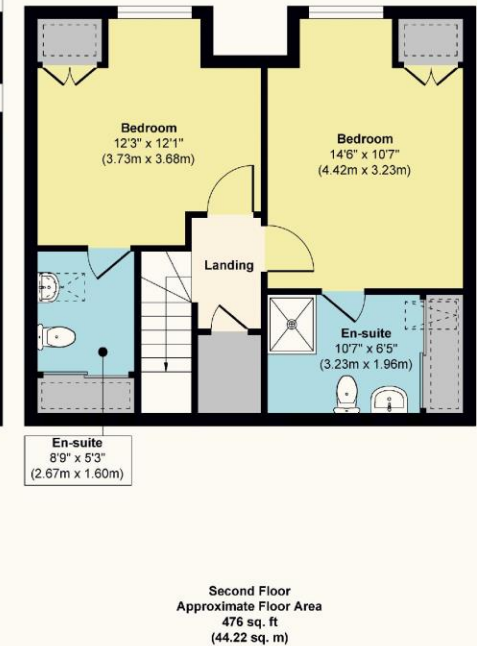 Bedroom
12'3" x 12'1"
(3.73m x 3.68m)
Bedroom
14'6" x 10'7"
(4.42m x 3.23m)
Landing
En-suite
10'7" x 6'5"
(3.23m x 1.96m)
En-suite
8'9" x 5'3"
(2.67m x 1.60m)
Second Floor
Approximate Floor Area
476 sq. ft
(44.22 sq. m)